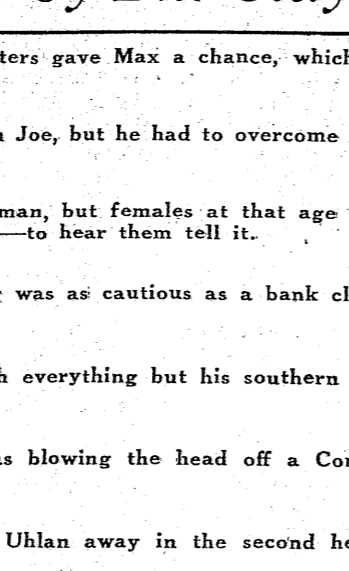 ters gave Max a chance, which
Joe, but he had to overcome
man, but females at that age
—to hear them tell it.
was as cautious as a bank cl
h everything but his southern
s blowing the head off a Cor
Uhlan away in the second he